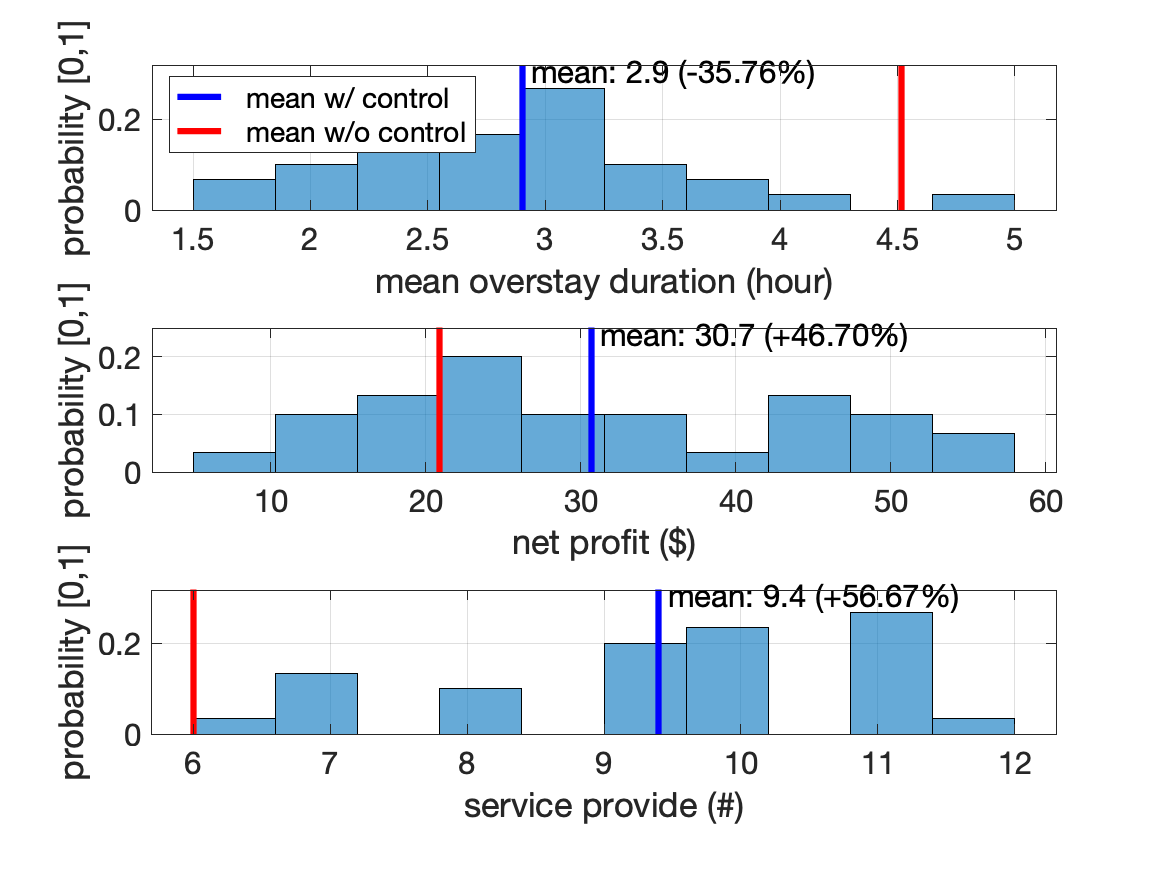 probability [0,1]
mean: 2.9 (-35.76%)
mean w/ control
mean w/o control
0.2
0
1.5 2 2.5 3 3.5 4 4.5 5
mean overstay duration (hour)
probability [0,1]
mean: 30.7 (+46.70%)
0.2
0.1
0
10 20 30 40 50 60
net profit ($)
probability [0,1]
mean: 9.4 (+56.67%)
0.2
0
6 7 8 9 10 11 12
service provide (#)